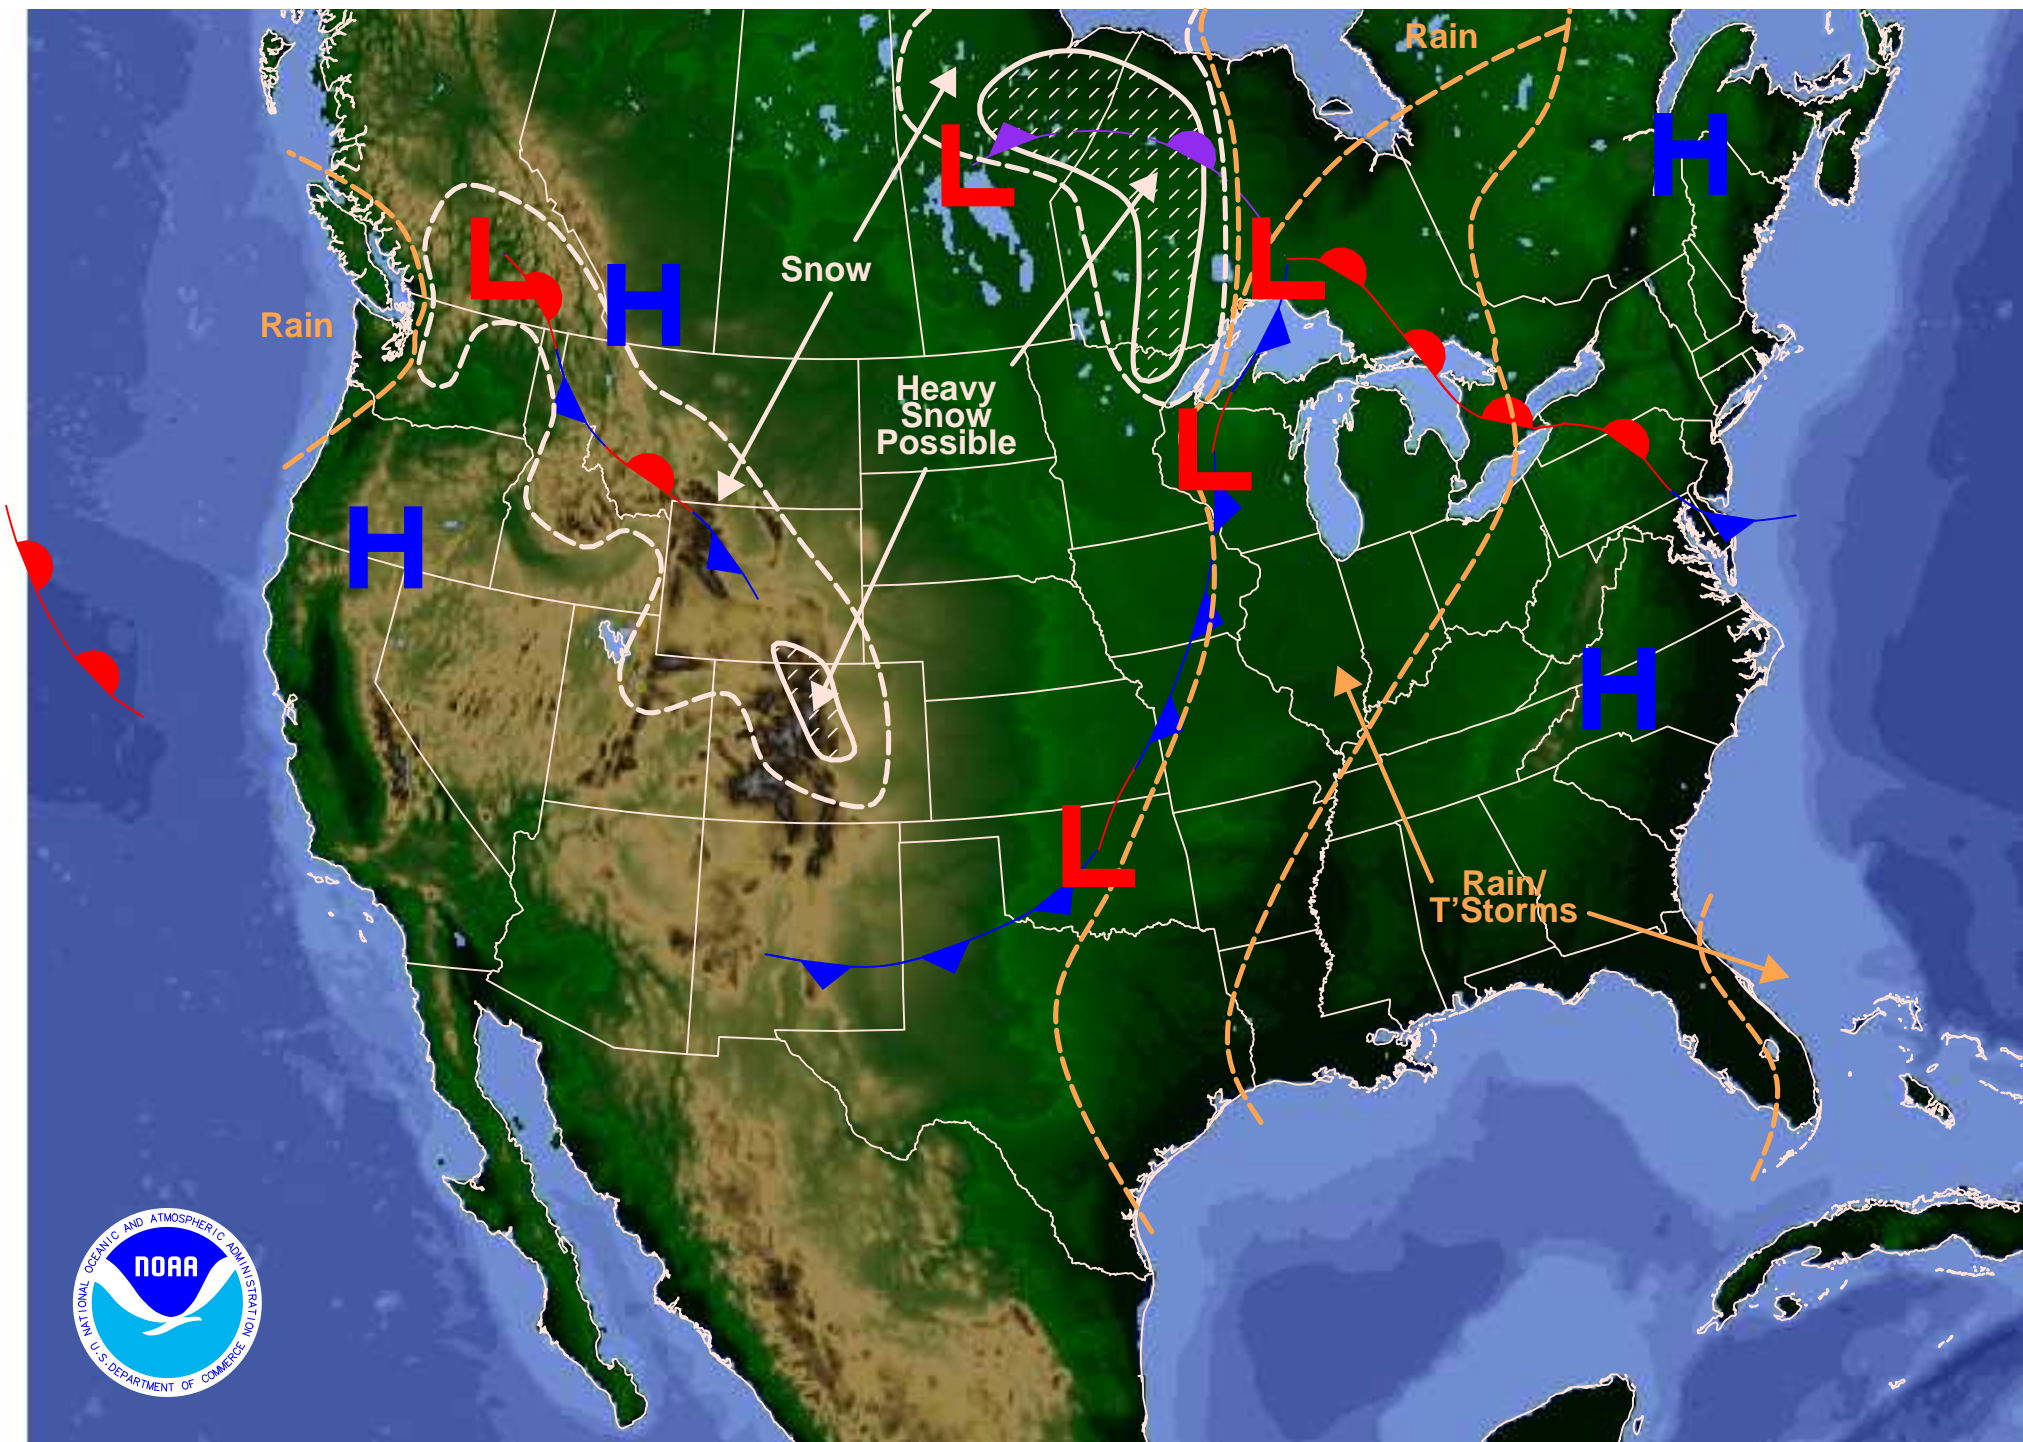 Rain
H
L
L
L
H
Snow
Rain
Heavy
Snow
Possible
L
H
H
L
Rain/
T'Storms
NATIONAL OCEANIC AND ATMOSPHERIC ADMINISTRATION
NOAA
U.S. DEPARTMENT OF COMMERCE